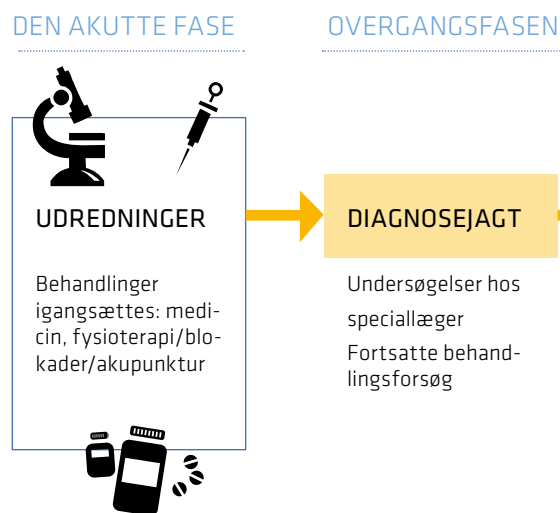 DEN AKUTTE FASE
OVERGANGSFASEN
UDREDNINGER
Behandlinger
igangsættes: medi-
cin, fysioterapi/blo-
kader/akupunktur
DIAGNOSEJAGT
Undersøgelser hos
speciallæger
Fortsatte behand-
lingsforsøg